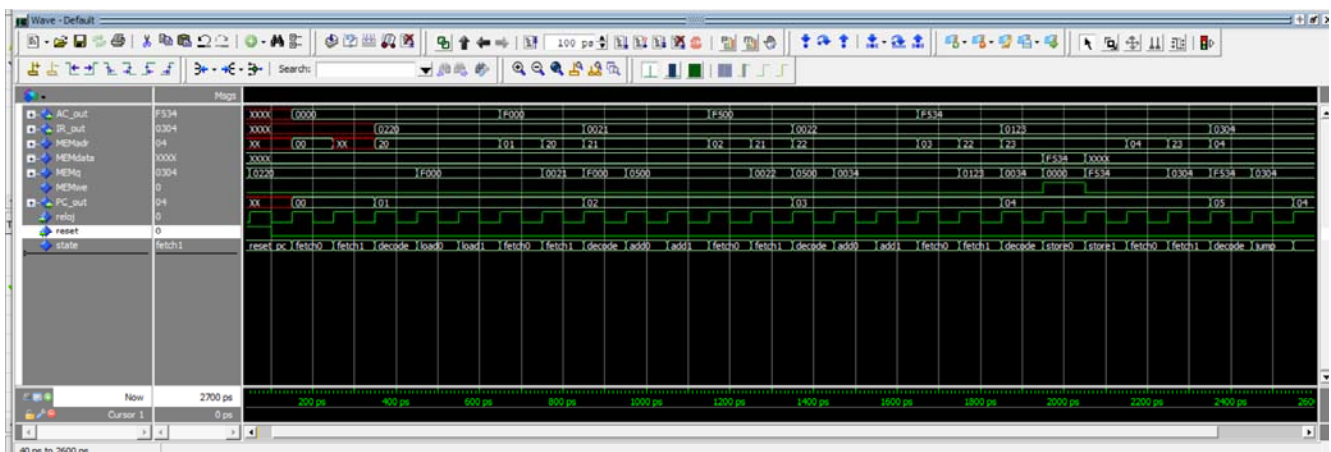 Wave - Default
100 ps
Search:
Msgs
AC_out F534 XXXX 0000 F000 F500 F534
IR_out 0304 XXXX 0220 0021 0022 0123 0304
MEMadr 04 XX 00 XX 20 01 20 21 02 21 22 03 22 23 04 23 04
MEMdata XXXX XXXX F534 XXXX
MEMq 0304 0220 F000 0021 F000 0500 0022 0500 0034 0123 0034 0000 F534 0304 F534 0304
MEMwe 0
PC_out 04 XX 00 01 02 03 04 05 04
reloj 0
reset 0
state fetch1 reset_pc fetch0 fetch1 decode load0 load1 fetch0 fetch1 decode add0 add1 fetch0 fetch1 decode add0 add1 fetch0 fetch1 decode store0 store1 fetch0 fetch1 decode jump
Now 2700 ps 200 ps 400 ps 600 ps 800 ps 1000 ps 1200 ps 1400 ps 1600 ps 1800 ps 2000 ps 2200 ps 2400 ps
Cursor 1 0 ps
40 ps to 2600 ps